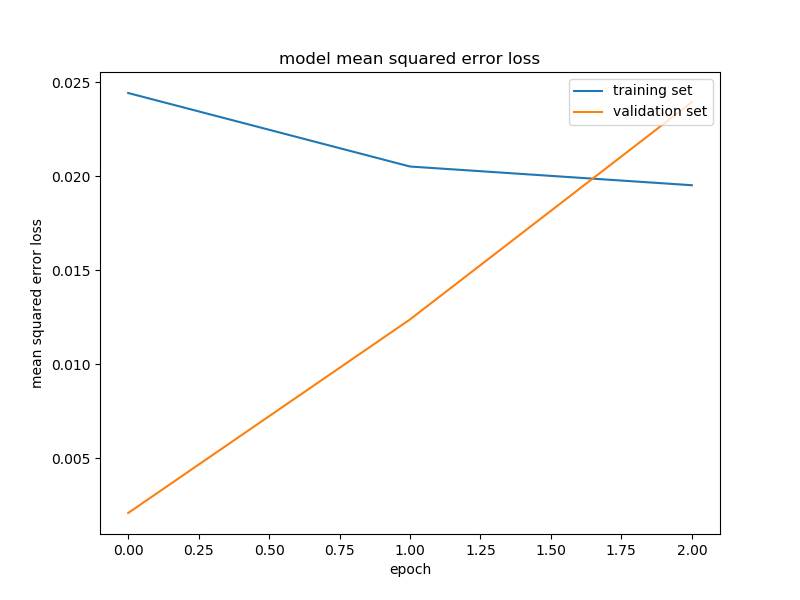 model mean squared error loss
training set
validation set
0.025
0.020
0.015
0.010
0.005
mean squared error loss
0.00 0.25 0.50 0.75 1.00 1.25 1.50 1.75 2.00
epoch